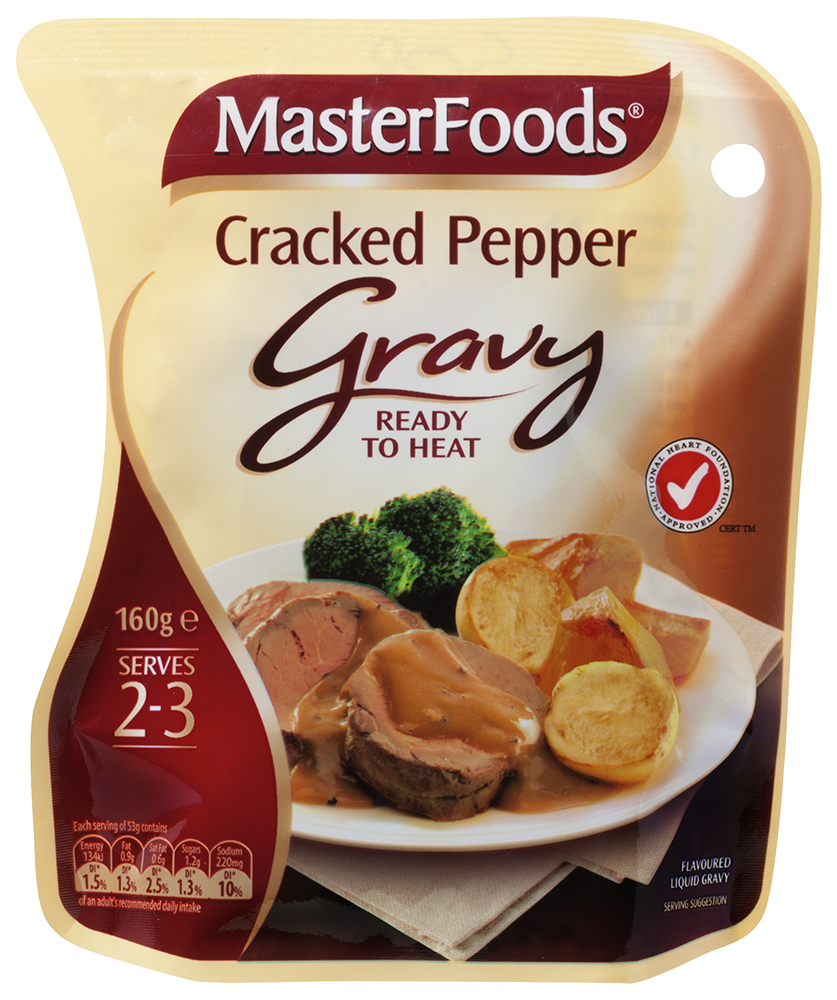 MasterFoods®
Cracked Pepper
Gravy
READY
TO HEAT
NATIONAL HEART FOUNDATION
• APPROVED •
CERT TM
160g e
SERVES
2-3
Each serving of 53g contains
Energy 134kJ DI* 1.5%
Fat 0.9g DI* 1.3%
Sat Fat 0.6g DI* 2.5%
Sugars 1.2g DI* 1.3%
Sodium 220mg DI* 10%
of an adult's recommended daily intake
FLAVOURED
LIQUID GRAVY
SERVING SUGGESTION